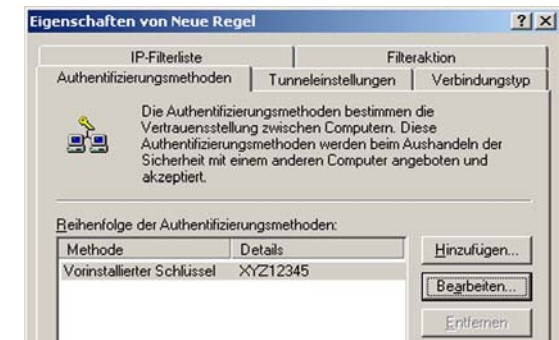 Eigenschaften von Neue Regel
IP-Filterliste
Filteraktion
Authentifizierungsmethoden
Tunneleinstellungen
Verbindungstyp
Die Authentifizierungsmethoden bestimmen die
Vertrauensstellung zwischen Computern. Diese
Authentifizierungsmethoden werden beim Aushandeln der
Sicherheit mit einem anderen Computer angeboten und
akzeptiert.
Reihenfolge der Authentifizierungsmethoden:
Methode Details
Vorinstallierter Schlüssel XYZ12345
Hinzufügen...
Bearbeiten...
Entfernen